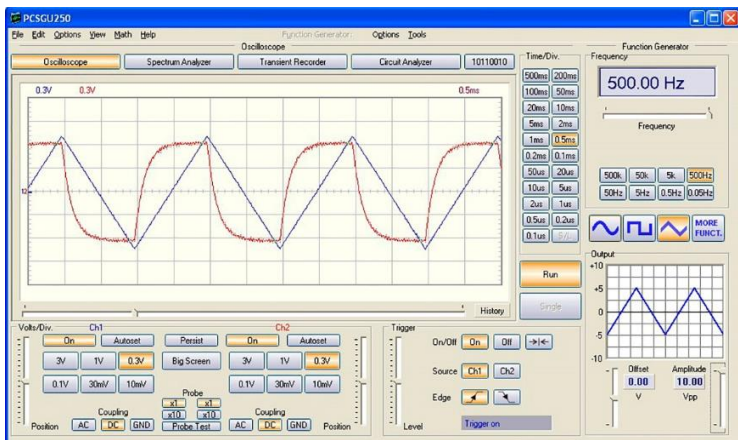 PCSGU250
File Edit Options View Math Help Function Generator: Options Tools
Oscilloscope
Oscilloscope Spectrum Analyzer Transient Recorder Circuit Analyzer 10110010
0.3V 0.3V 0.5ms
12
History
Time/Div.
500ms 200ms
100ms 50ms
20ms 10ms
5ms 2ms
1ms 0.5ms
0.2ms 0.1ms
50us 20us
10us 5us
2us 1us
0.5us 0.2us
0.1us
Run
Single
Function Generator
Frequency
500.00 Hz
Frequency
500k 50k 5k 500Hz
50Hz 5Hz 0.5Hz 0.05Hz
MORE
FUNCT.
Output
+10
+5
0
-5
-10
Offset Amplitude
0.00 10.00
V Vpp
Volts/Div. Ch1 Ch2
On Autoset Persist On Autoset
3V 1V 0.3V Big Screen 3V 1V 0.3V
0.1V 30mV 10mV 0.1V 30mV 10mV
Probe
x1 x1
Coupling x10 x10 Coupling
Position AC DC GND Probe Test AC DC GND Position
Trigger
On/Off On Off
Source Ch1 Ch2
Edge
Level Trigger on